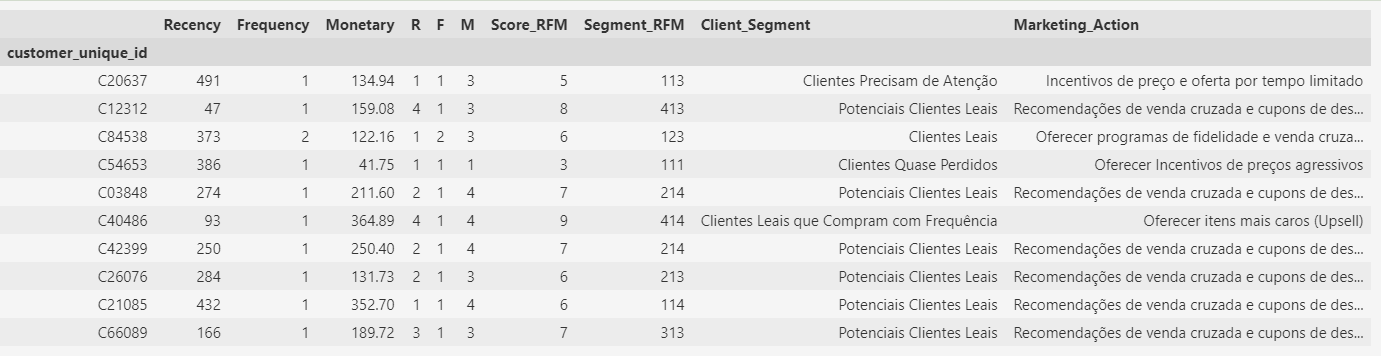 Recency Frequency Monetary R F M Score_RFM Segment_RFM Client_Segment Marketing_Action
customer_unique_id
C20637 491 1 134.94 1 1 3 5 113 Clientes Precisam de Atenção Incentivos de preço e oferta por tempo limitado
C12312 47 1 159.08 4 1 3 8 413 Potenciais Clientes Leais Recomendações de venda cruzada e cupons de des...
C84538 373 2 122.16 1 2 3 6 123 Clientes Leais Oferecer programas de fidelidade e venda cruza...
C54653 386 1 41.75 1 1 1 3 111 Clientes Quase Perdidos Oferecer Incentivos de preços agressivos
C03848 274 1 211.60 2 1 4 7 214 Potenciais Clientes Leais Recomendações de venda cruzada e cupons de des...
C40486 93 1 364.89 4 1 4 9 414 Clientes Leais que Compram com Frequência Oferecer itens mais caros (Upsell)
C42399 250 1 250.40 2 1 4 7 214 Potenciais Clientes Leais Recomendações de venda cruzada e cupons de des...
C26076 284 1 131.73 2 1 3 6 213 Potenciais Clientes Leais Recomendações de venda cruzada e cupons de des...
C21085 432 1 352.70 1 1 4 6 114 Potenciais Clientes Leais Recomendações de venda cruzada e cupons de des...
C66089 166 1 189.72 3 1 3 7 313 Potenciais Clientes Leais Recomendações de venda cruzada e cupons de des...